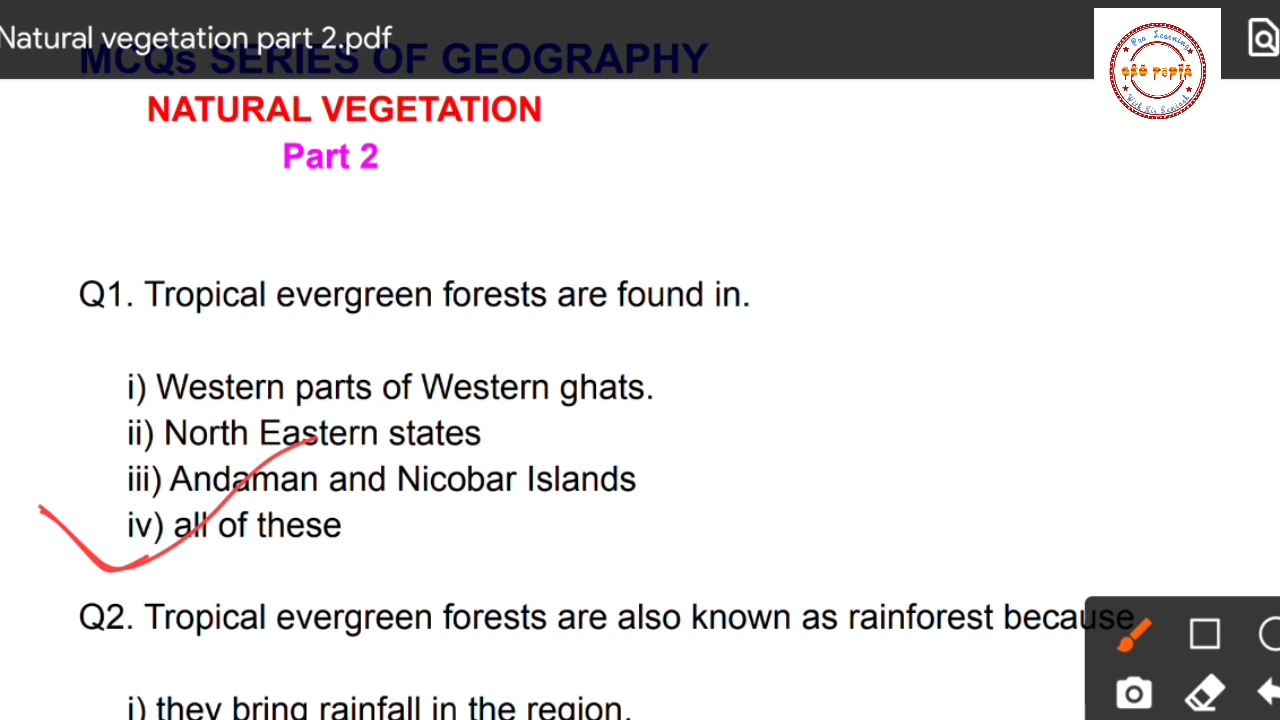 Natural vegetation part 2.pdf
MCQs SERIES OF GEOGRAPHY
NATURAL VEGETATION
Part 2
Q1. Tropical evergreen forests are found in.
i) Western parts of Western ghats.
ii) North Eastern states
iii) Andaman and Nicobar Islands
iv) all of these
Q2. Tropical evergreen forests are also known as rainforest because
i) they bring rainfall in the region.